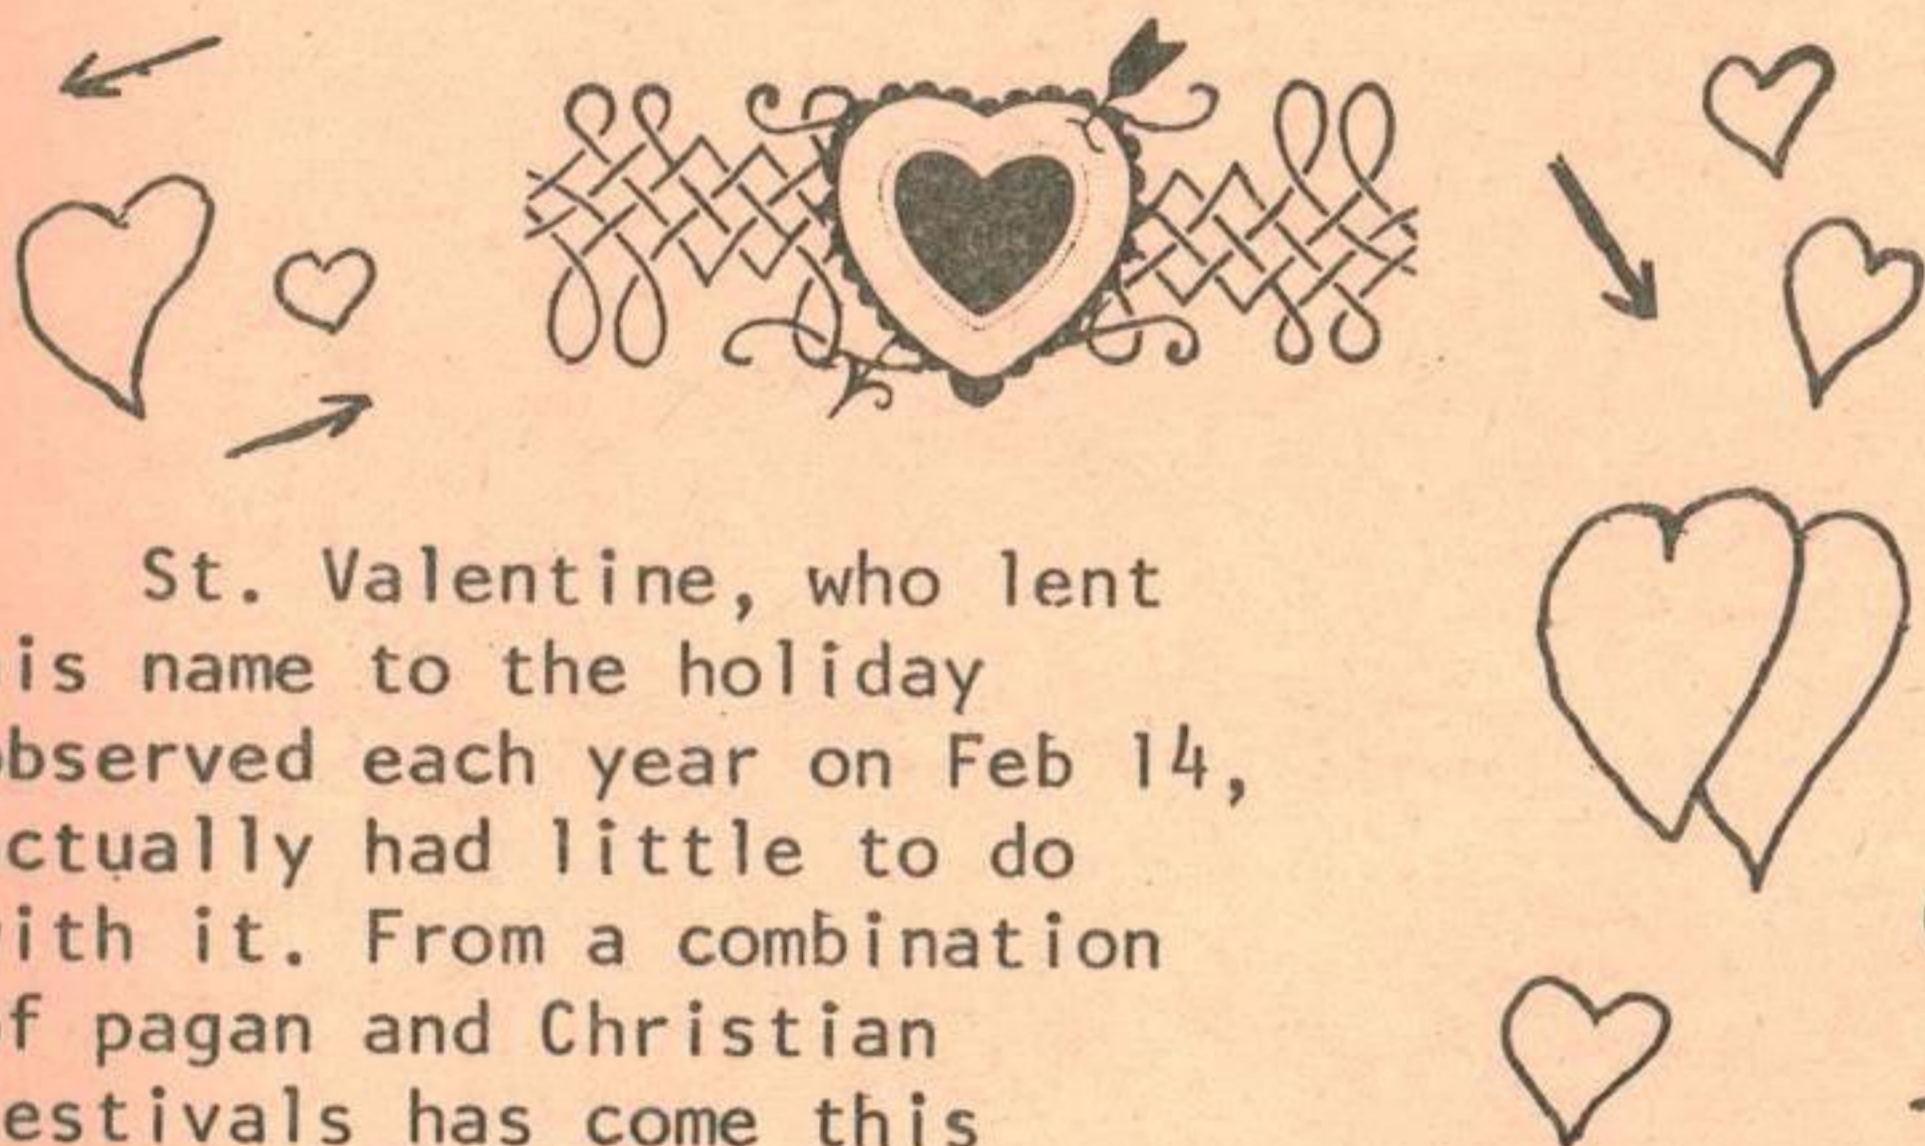 St. Valentine, who lent
is name to the holiday
bserved each year on Feb 14,
ctually had little to do
ith it. From a combination
f pagan and Christian
estivals has come this